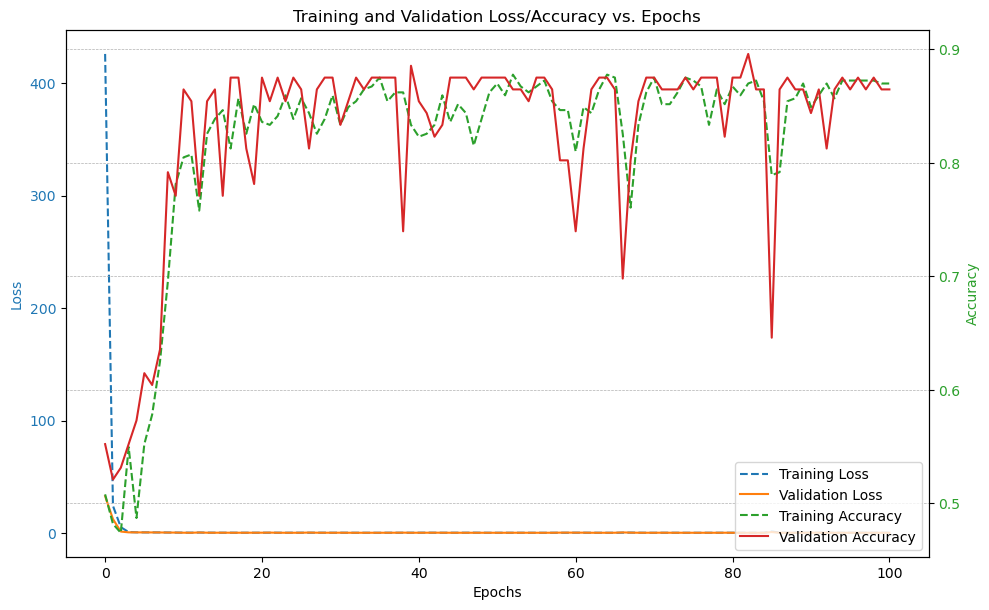 Training and Validation Loss/Accuracy vs. Epochs
Loss
400
300
200
100
0
0 20 40 60 80 100
Epochs
0.9
0.8
0.7
0.6
0.5
Accuracy
Training Loss
Validation Loss
Training Accuracy
Validation Accuracy